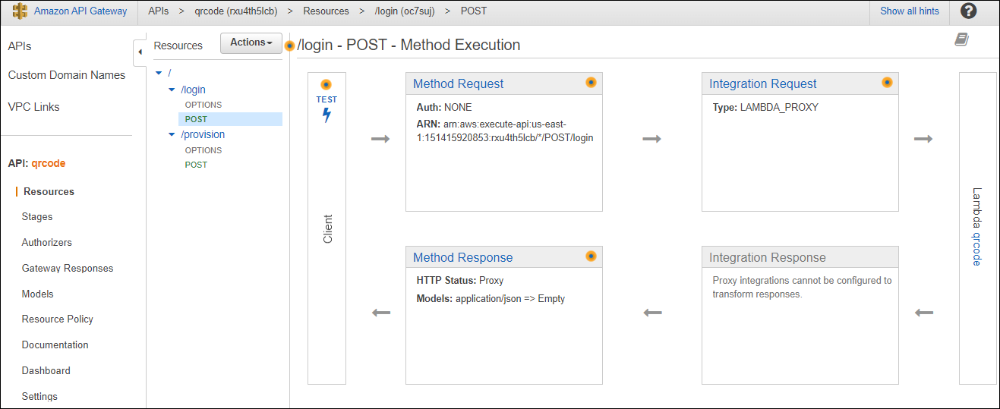 Amazon API Gateway
APIs > qrcode (rxu4th5lcb) > Resources > /login (oc7suj) > POST
Show all hints
?
APIs
Custom Domain Names
VPC Links
API: qrcode
Resources
Stages
Authorizers
Gateway Responses
Models
Resource Policy
Documentation
Dashboard
Settings
Resources
Actions
/
/login
OPTIONS
POST
/provision
OPTIONS
POST
/login - POST - Method Execution
TEST
Client
Method Request
Auth: NONE
ARN: arn:aws:execute-api:us-east-
1:151415920853:rxu4th5lcb/*/POST/login
Integration Request
Type: LAMBDA_PROXY
Lambda qrcode
Method Response
HTTP Status: Proxy
Models: application/json => Empty
Integration Response
Proxy integrations cannot be configured to
transform responses.